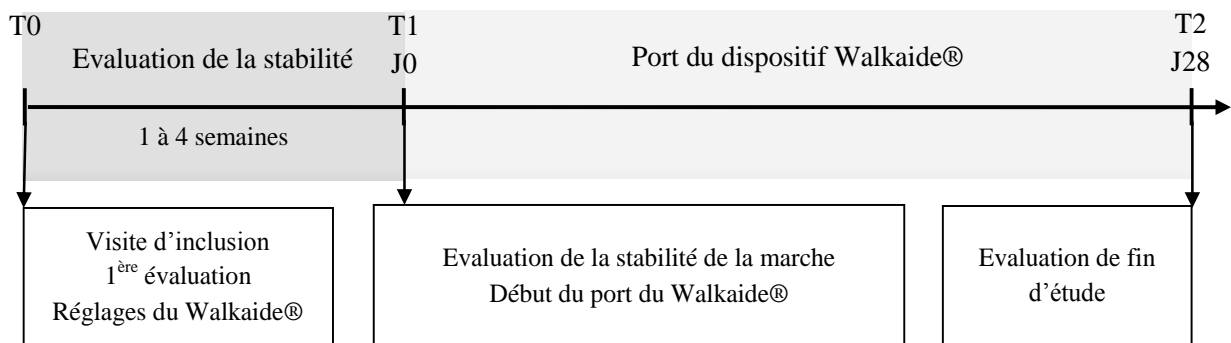 T0
T1
T2
Evaluation de la stabilité
J0
Port du dispositif Walkaide®
J28
1 à 4 semaines
Visite d'inclusion
1ère évaluation
Réglages du Walkaide®
Evaluation de la stabilité de la marche
Début du port du Walkaide®
Evaluation de fin
d'étude